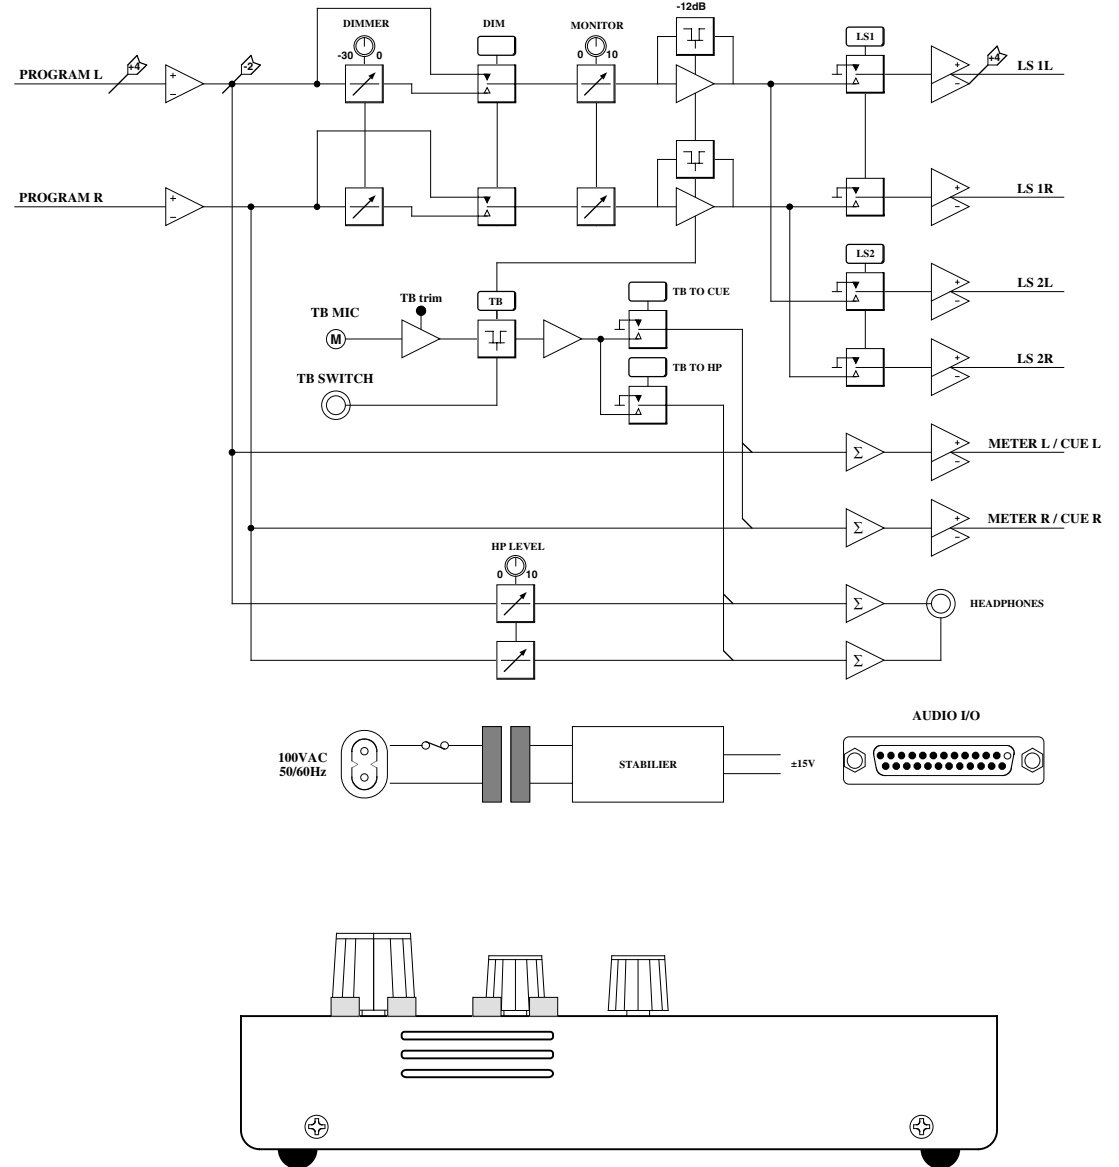 -12dB
DIMMER
DIM
MONITOR
LS1
-30 0
0 10
PROGRAM L
+4
+
−
-2
+
−
+4
LS 1L
PROGRAM R
+
−
+
−
LS 1R
LS2
TB TO CUE
+
−
LS 2L
TB trim
TB
TB MIC
M
TB TO HP
+
−
LS 2R
TB SWITCH
Σ
+
−
METER L / CUE L
Σ
+
−
METER R / CUE R
HP LEVEL
0 10
Σ
HEADPHONES
Σ
AUDIO I/O
100VAC
50/60Hz
STABILIER
±15V